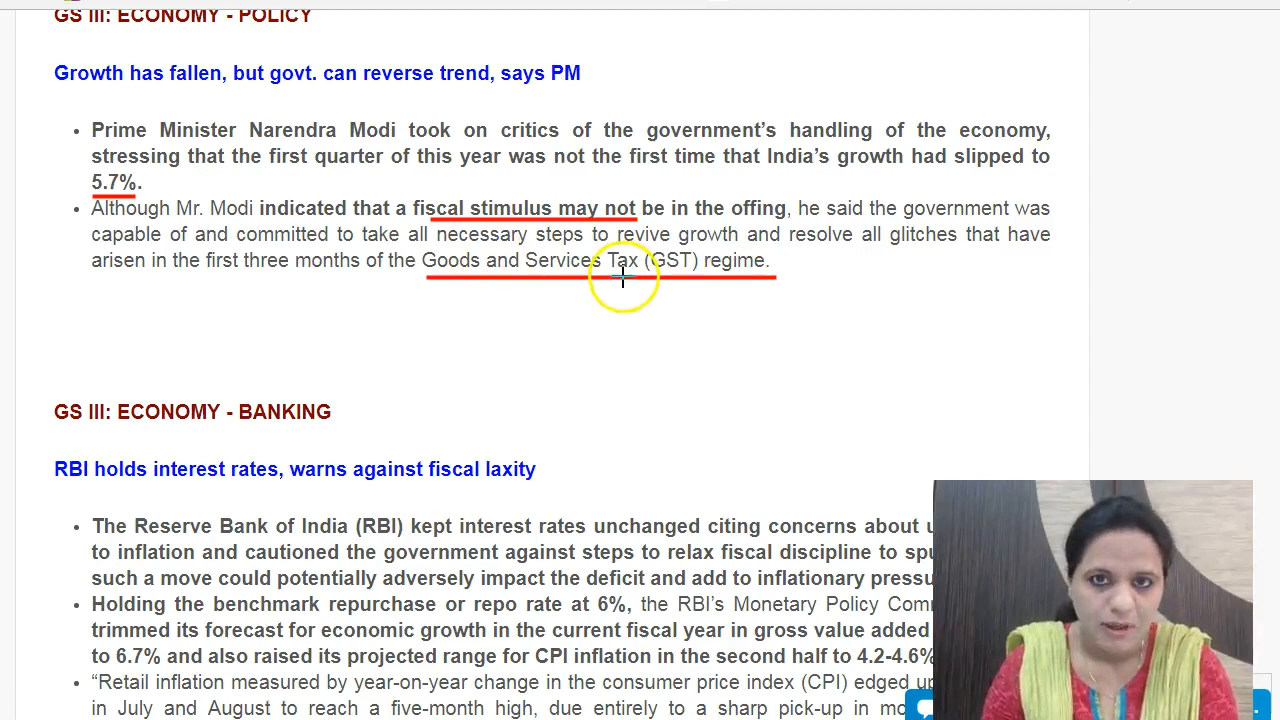 GS III: ECONOMY - POLICY
Growth has fallen, but govt. can reverse trend, says PM
Prime Minister Narendra Modi took on critics of the government’s handling of the economy,
stressing that the first quarter of this year was not the first time that India’s growth had slipped to
5.7%.
Although Mr. Modi indicated that a fiscal stimulus may not be in the offing, he said the government was
capable of and committed to take all necessary steps to revive growth and resolve all glitches that have
arisen in the first three months of the Goods and Services Tax (GST) regime.
GS III: ECONOMY - BANKING
RBI holds interest rates, warns against fiscal laxity
The Reserve Bank of India (RBI) kept interest rates unchanged citing concerns about
to inflation and cautioned the government against steps to relax fiscal discipline to
such a move could potentially adversely impact the deficit and add to inflationary
Holding the benchmark repurchase or repo rate at 6%, the RBI’s Monetary Policy
trimmed its forecast for economic growth in the current fiscal year in gross value added
to 6.7% and also raised its projected range for CPI inflation in the second half to 4.2-4.6%
“Retail inflation measured by year-on-year change in the consumer price index (CPI) edged
in July and August to reach a five-month high, due entirely to a sharp pick-up in